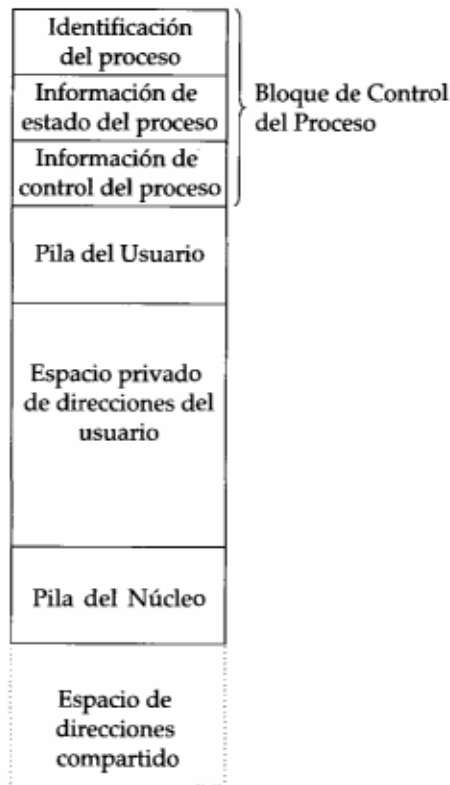 Identificación
del proceso
Información de
estado del proceso
Información de
control del proceso
Bloque de Control
del Proceso
Pila del Usuario
Espacio privado
de direcciones del
usuario
Pila del Núcleo
Espacio de
direcciones
compartido